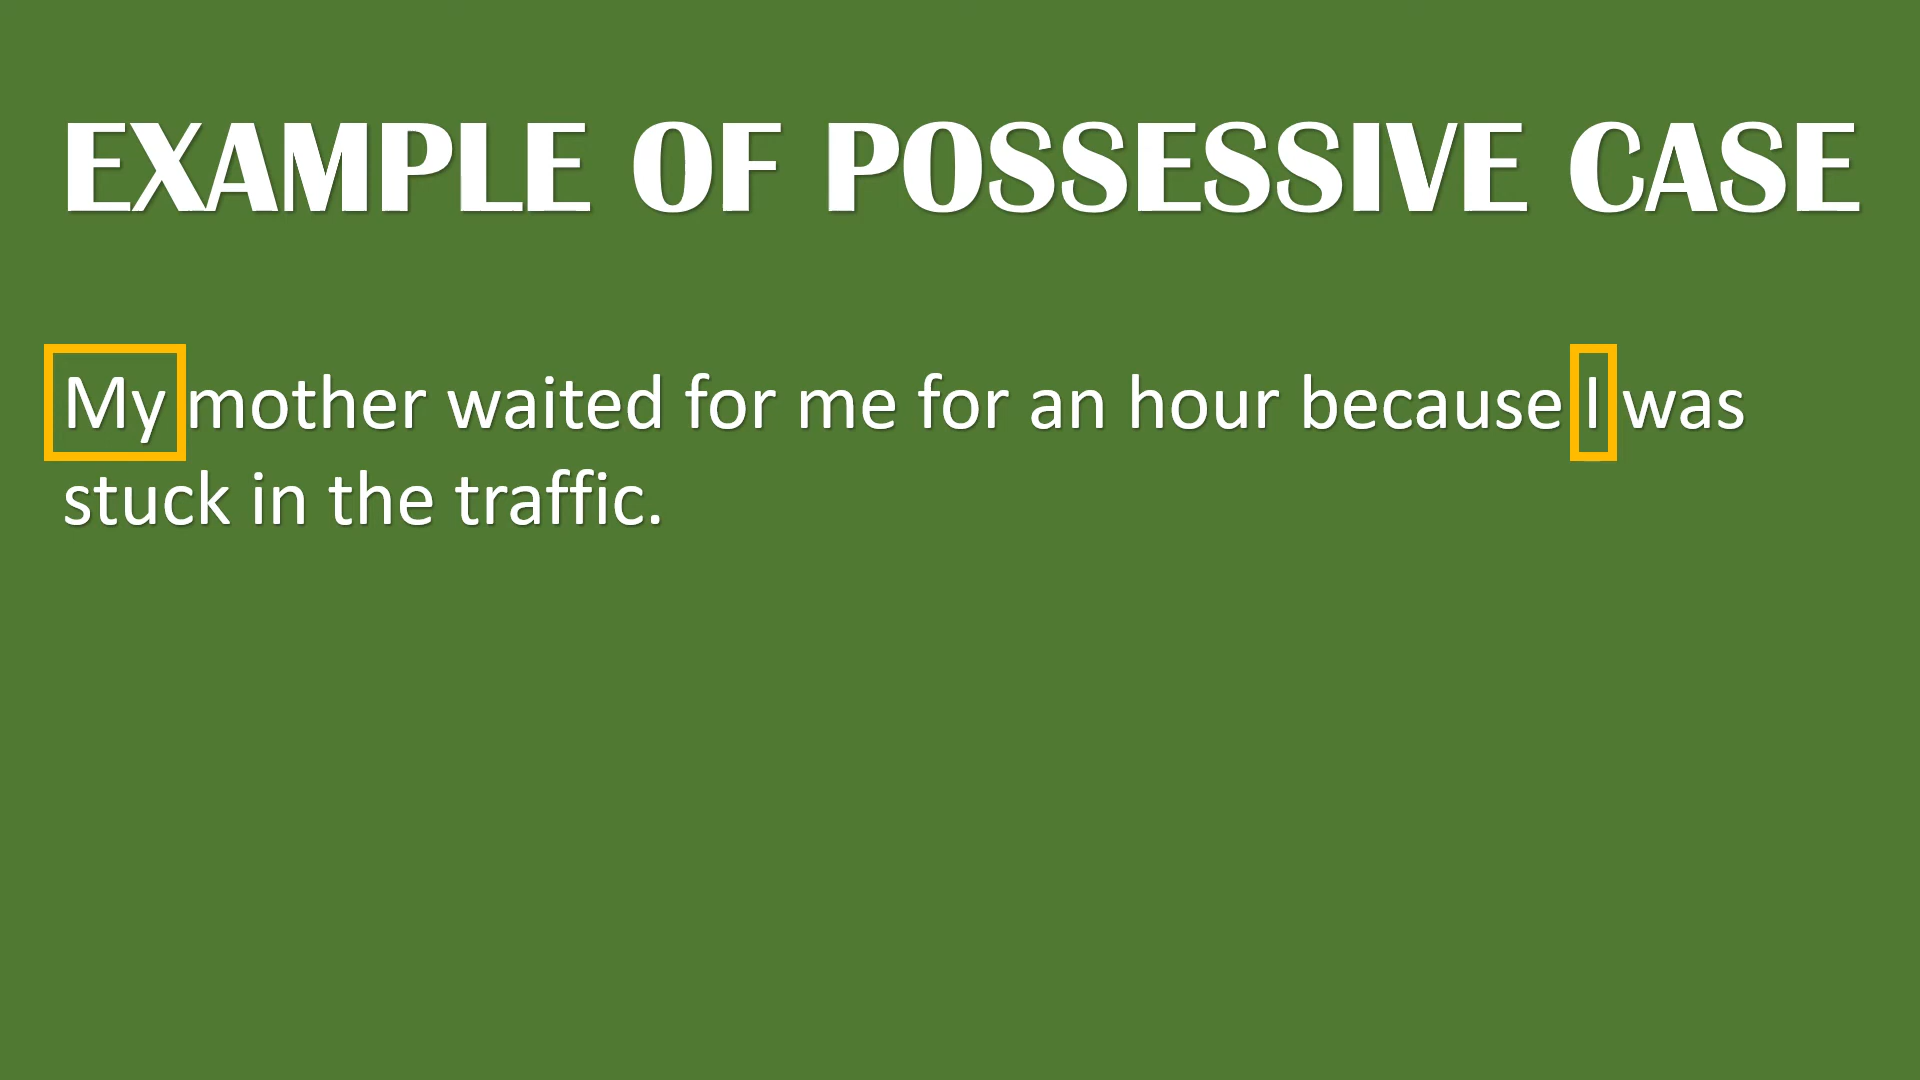 EXAMPLE OF POSSESSIVE CASE
My mother waited for me for an hour because I was
stuck in the traffic.